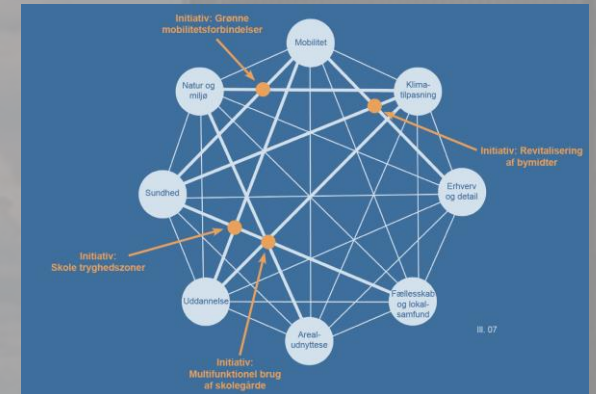 Initiativ: Grønne
mobilitetsforbindelser
Mobilitet
Natur og
miljø
Klima-
tilpasning
Initiativ: Revitalisering
af bymidter
Sundhed
Erhverv
og detail
Initiativ:
Skole tryghedszoner
Uddannelse
Fællesskab
og lokal-
samfund
Areal-
udnyttese
Ill. 07
Initiativ:
Multifunktionel brug
af skolegårde